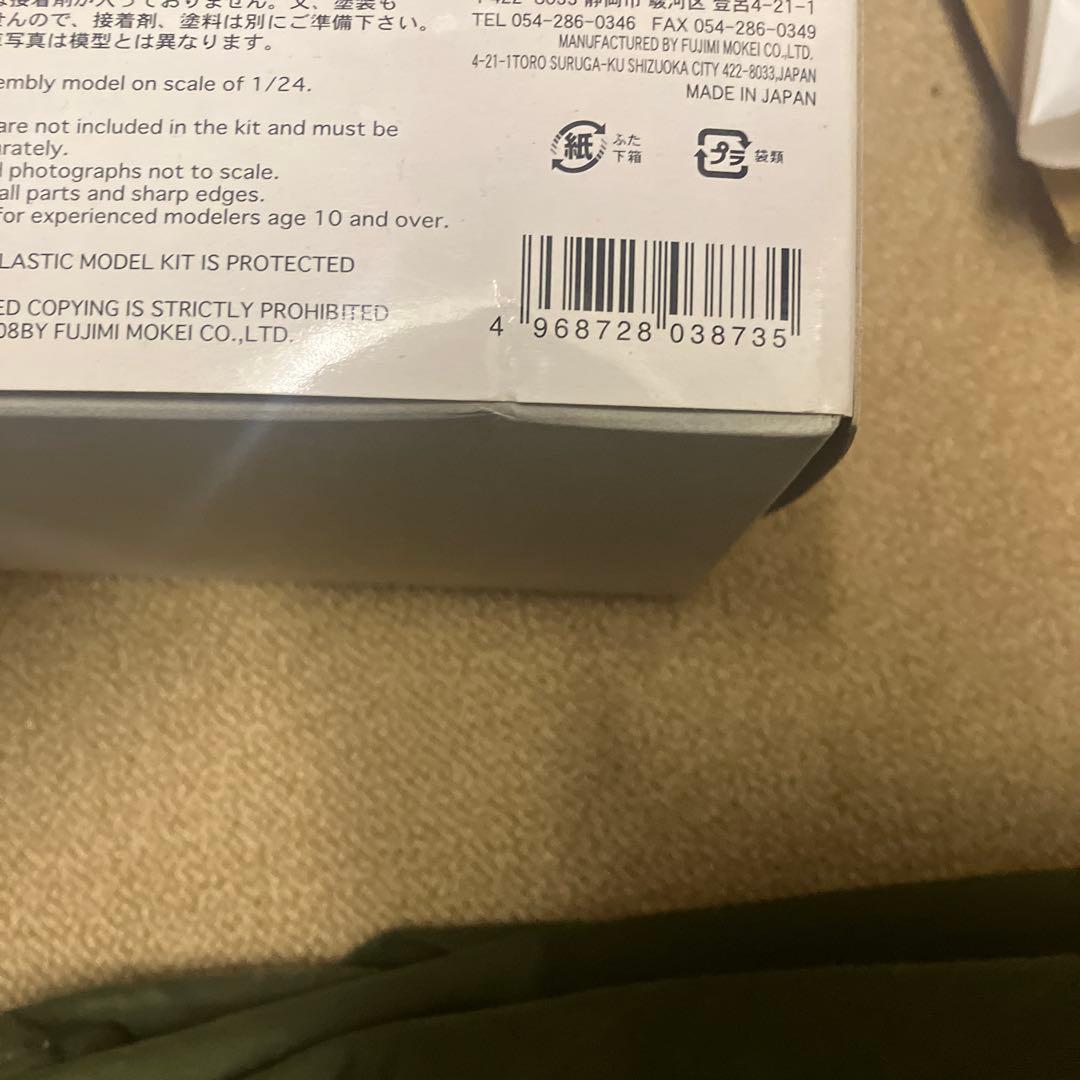 んので、接着剤、塗料は別にご準備下さい。
写真は模型とは異なります。
embly model on scale of 1/24.
are not included in the kit and must be
rately.
l photographs not to scale.
all parts and sharp edges.
for experienced modelers age 10 and over.
LASTIC MODEL KIT IS PROTECTED
ED COPYING IS STRICTLY PROHIBITED
08BY FUJIMI MOKEI CO.,LTD.
〒422-8033 静岡市 駿河区 登呂4-21-1
TEL 054-286-0346 FAX 054-286-0349
MANUFACTURED BY FUJIMI MOKEI CO.,LTD.
4-21-1TORO SURUGA-KU SHIZUOKA CITY 422-8033,JAPAN
MADE IN JAPAN
紙 ふた
下箱
プラ 袋類
4 968728 038735